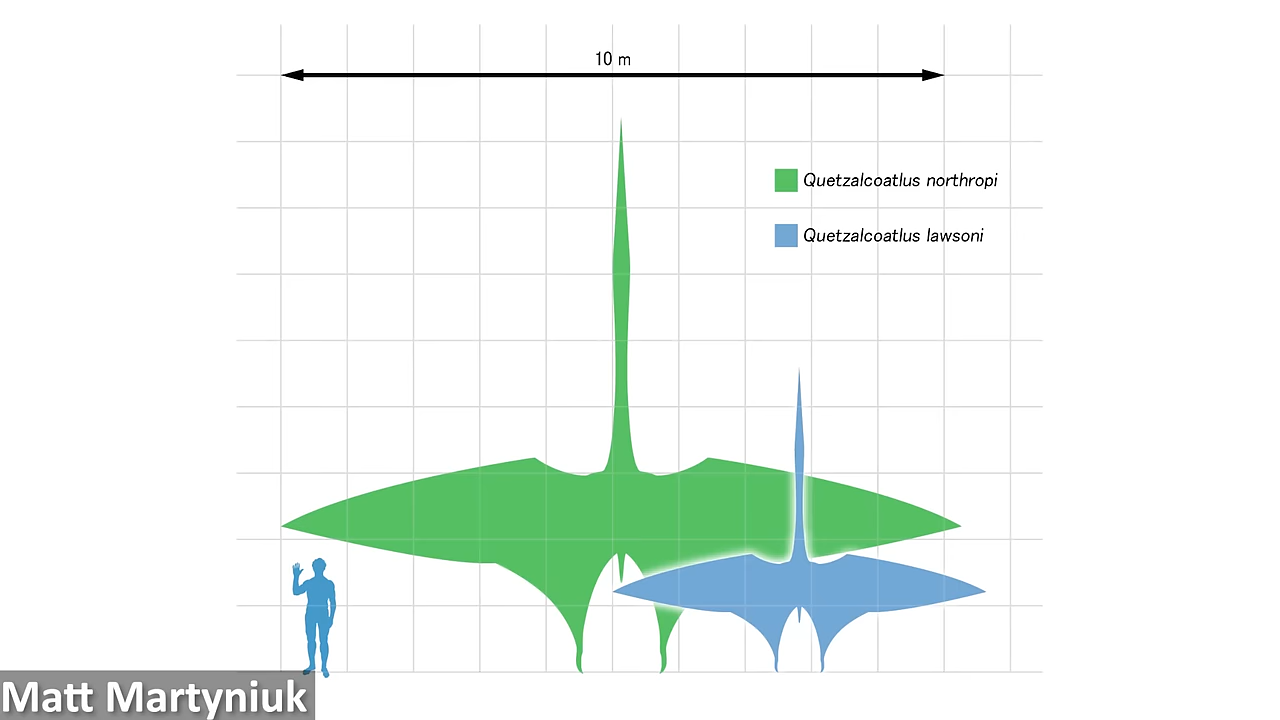 10 m
Quetzalcoatlus northropi
Quetzalcoatlus lawsoni
Matt Martyniuk